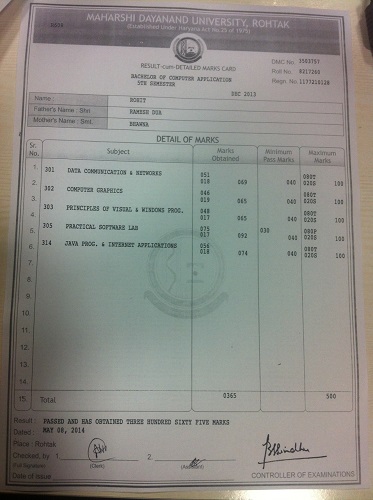 MAHARSHI DAYANAND UNIVERSITY, ROHTAK
(Established Under Haryana Act No.25 of 1975)
RESULT-cum-DETAILED-MARKS CARD
DMC No 3503757
BACHELOR OF COMPUTER APPLICATION
5TH SEMESTER
Roll No. 8217260
Regn. No. 1177210138
DEC 2013
Name : ROHIT
Father's Name : Shri. RAMESH DSB
Mother's Name : Smt. BHAWNA
DETAIL OF MARKS
Sr. No. Subject Marks Obtained Minimum Pass Marks Maximum Marks
1. 301 DATA COMMUNICATION & NETWORKS 051 080T
018 069 040 020S 100
2. 302 COMPUTER GRAPHICS 046 080T
019 065 040 020S 100
3. 303 PRINCIPLES OF VISUAL & WINDOWS PROG. 048 080T
017 065 040 020S 100
4. 305 PRACTICAL SOFTWARE LAB 075 030 080P
017 092 040 020S 100
5. 314 JAVA PROG. & INTERNET APPLICATIONS 056 080T
018 074 040 020S 100
6.
7.
8.
9.
10.
11.
12.
13.
14.
15. Total 0365 500
Result : PASSED AND HAS OBTAINED THREE HUNDRED SIXTY FIVE MARKS
Dated : MAY 08, 2014
Place : Rohtak
Checked, by 1. 2.
(Full Signature) (Clerk) (Assistant)
Date of Issue
CONTROLLER OF EXAMINATIONS